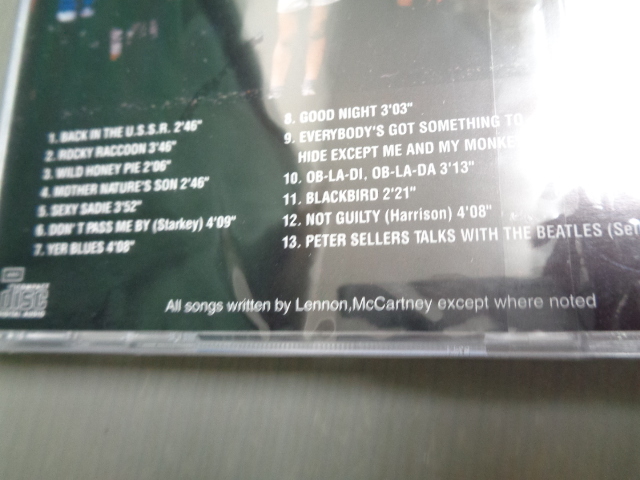 1. BACK IN THE U.S.S.R. 2'46"
2. ROCKY RACCOON 3'46"
3. WILD HONEY PIE 2'06"
4. MOTHER NATURE'S SON 2'46"
5. SEXY SADIE 3'52"
6. DON'T PASS ME BY (Starkey) 4'09"
7. YER BLUES 4'08"
8. GOOD NIGHT 3'03"
9. EVERYBODY'S GOT SOMETHING TO
HIDE EXCEPT ME AND MY MONKE
10. OB-LA-DI, OB-LA-DA 3'13"
11. BLACKBIRD 2'21"
12. NOT GUILTY (Harrison) 4'08"
13. PETER SELLERS TALKS WITH THE BEATLES
disc
All songs written by Lennon,McCartney except where noted